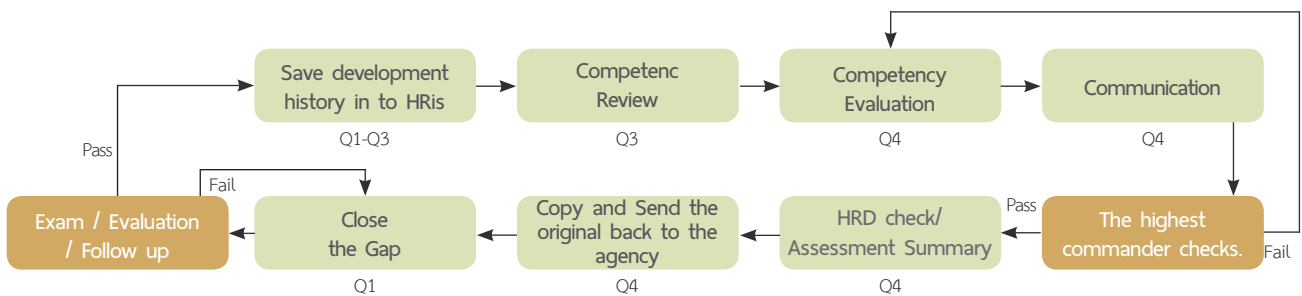 Save development
history in to HRis
Q1-Q3
Competenc
Review
Q3
Competency
Evaluation
Q4
Communication
Q4
Pass
Fail
Exam / Evaluation
/ Follow up
Close
the Gap
Q1
Copy and Send the
original back to the
agency
Q4
HRD check/
Assessment Summary
Q4
Pass
The highest
commander checks.
Fail